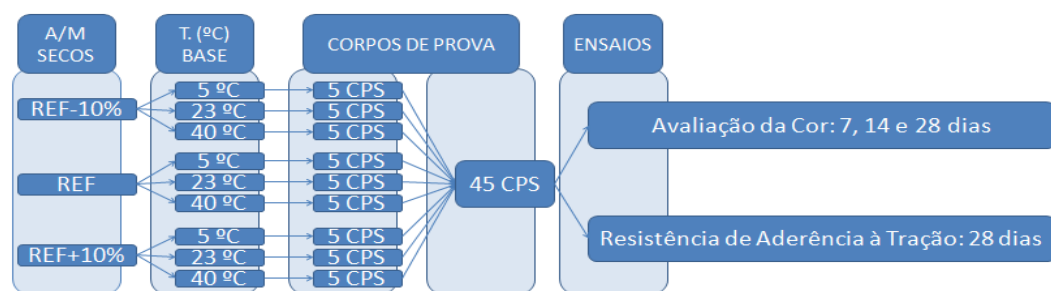 A/M
SECOS
T. (ºC)
BASE
CORPOS DE PROVA
ENSAIOS
REF-10%
5 ºC
5 CPS
23 ºC
5 CPS
40 ºC
5 CPS
REF
5 ºC
5 CPS
23 ºC
5 CPS
40 ºC
5 CPS
REF+10%
5 ºC
5 CPS
23 ºC
5 CPS
40 ºC
5 CPS
45 CPS
Avaliação da Cor: 7, 14 e 28 dias
Resistência de Aderência à Tração: 28 dias